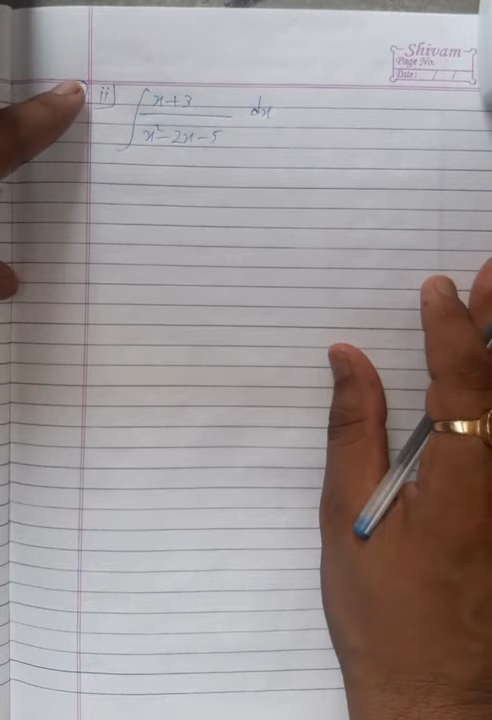 Shivam
Page No.
Date: / /
ii) ∫ x+3 / x²-2x-5 dx